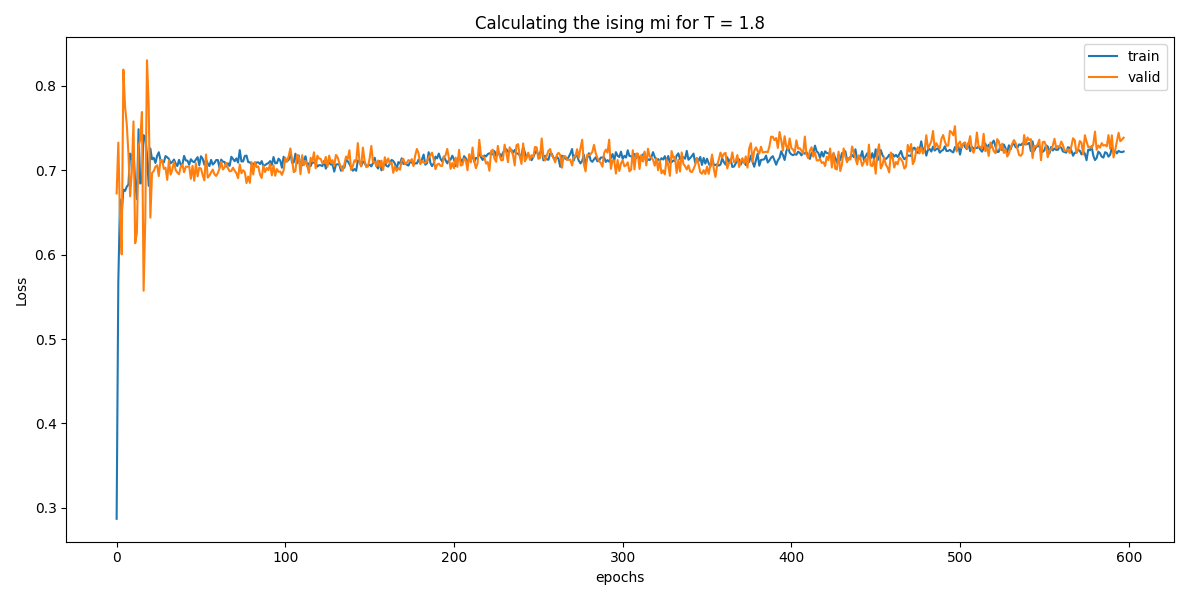 Calculating the ising mi for T = 1.8
train
valid
Loss
0.8
0.7
0.6
0.5
0.4
0.3
0 100 200 300 400 500 600
epochs